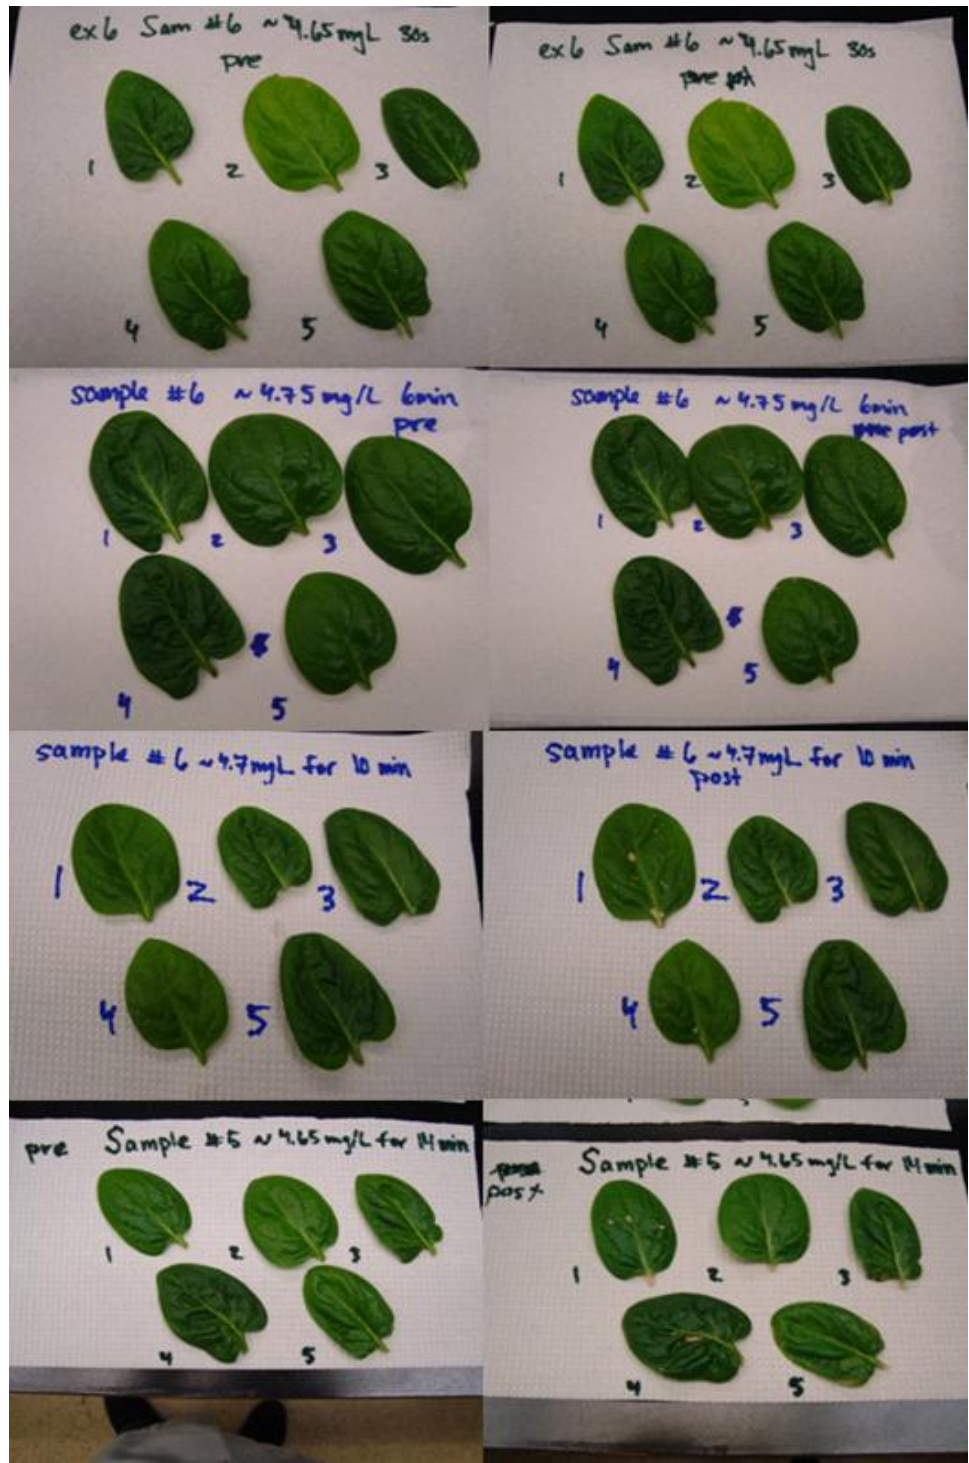 ex6 Sam #6 ~4.65mgL 30s
pre
1
2
3
4
5
ex6 Sam #6 ~4.65mgL 30s
post
1
2
3
4
5
sample #6 ~4.75mg/L 6min
pre
1
2
3
4
5
sample #6 ~4.75mg/L 6min
post
1
2
3
4
5
sample #6 ~4.7mgL for 10 min
1
2
3
4
5
sample #6 ~4.7mgL for 10 min
post
1
2
3
4
5
pre Sample #5 ~4.65mg/L for 14min
1
2
3
4
5
Sample #5 ~4.65mg/L for 14min
post
1
2
3
4
5